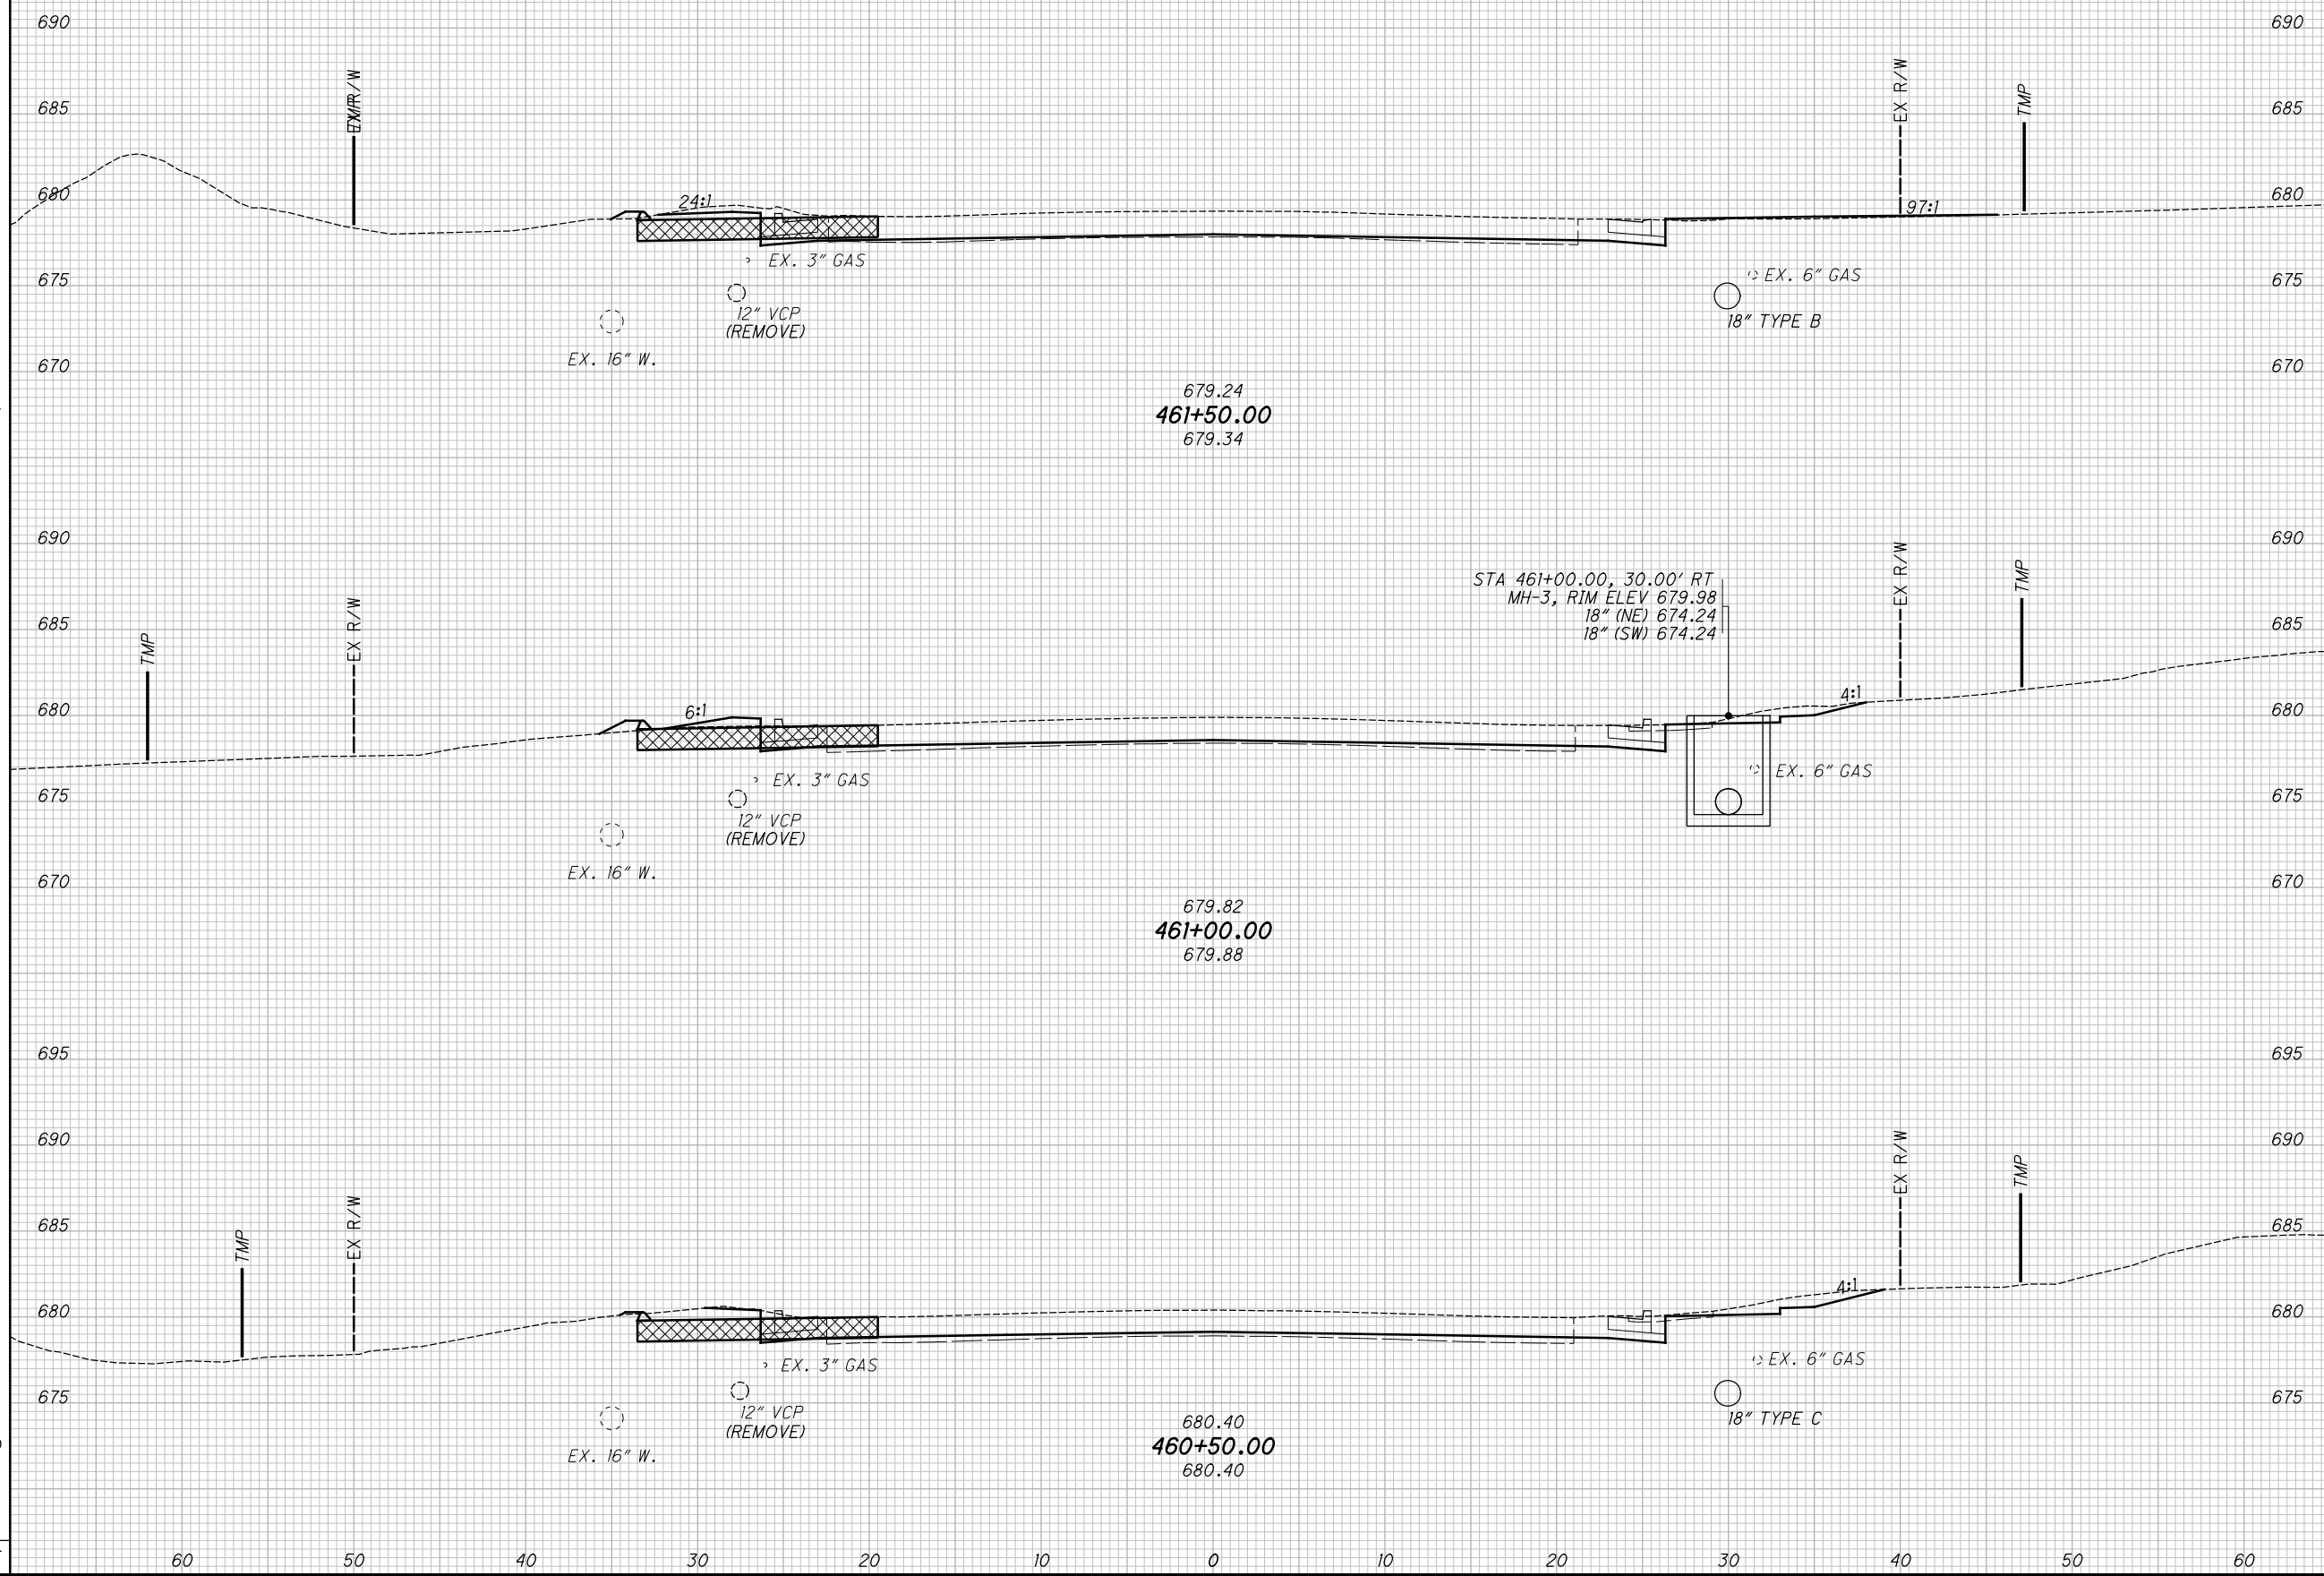 690 690
EX R/W
TMP
685 685
EX R/W
TMP
680 680
24:1
97:1
675 675
EX. 3" GAS
EX. 6" GAS
12" VCP
(REMOVE)
18" TYPE B
EX. 16" W.
670 670
679.24
461+50.00
679.34
690 690
EX R/W
TMP
STA 461+00.00, 30.00' RT
MH-3, RIM ELEV 679.98
18" (NE) 674.24
18" (SW) 674.24
685 685
EX R/W
TMP
680 680
6:1
4:1
EX. 3" GAS
EX. 6" GAS
675 675
12" VCP
(REMOVE)
EX. 16" W.
670 670
679.82
461+00.00
679.88
695 695
690 690
EX R/W
TMP
685 685
EX R/W
TMP
680 680
4:1
EX. 3" GAS
EX. 6" GAS
675 675
12" VCP
(REMOVE)
18" TYPE C
EX. 16" W.
680.40
460+50.00
680.40
60 50 40 30 20 10 0 10 20 30 40 50 60